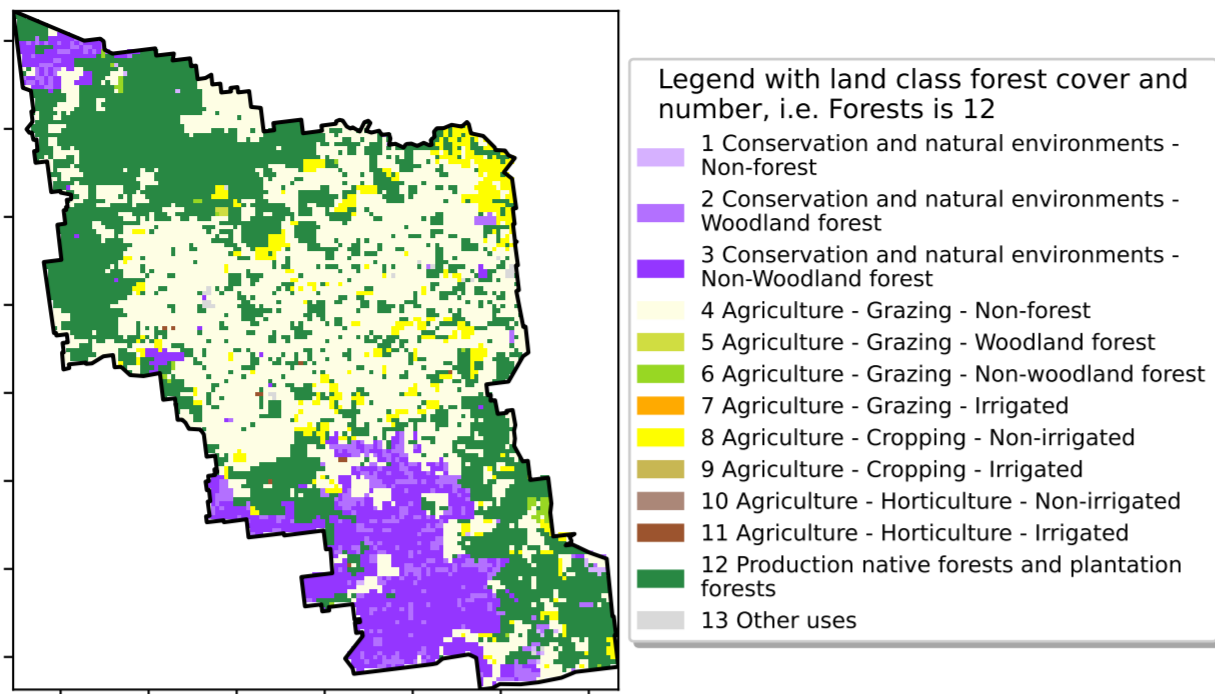 Legend with land class forest cover and
number, i.e. Forests is 12
1 Conservation and natural environments -
Non-forest
2 Conservation and natural environments -
Woodland forest
3 Conservation and natural environments -
Non-Woodland forest
4 Agriculture - Grazing - Non-forest
5 Agriculture - Grazing - Woodland forest
6 Agriculture - Grazing - Non-woodland forest
7 Agriculture - Grazing - Irrigated
8 Agriculture - Cropping - Non-irrigated
9 Agriculture - Cropping - Irrigated
10 Agriculture - Horticulture - Non-irrigated
11 Agriculture - Horticulture - Irrigated
12 Production native forests and plantation
forests
13 Other uses